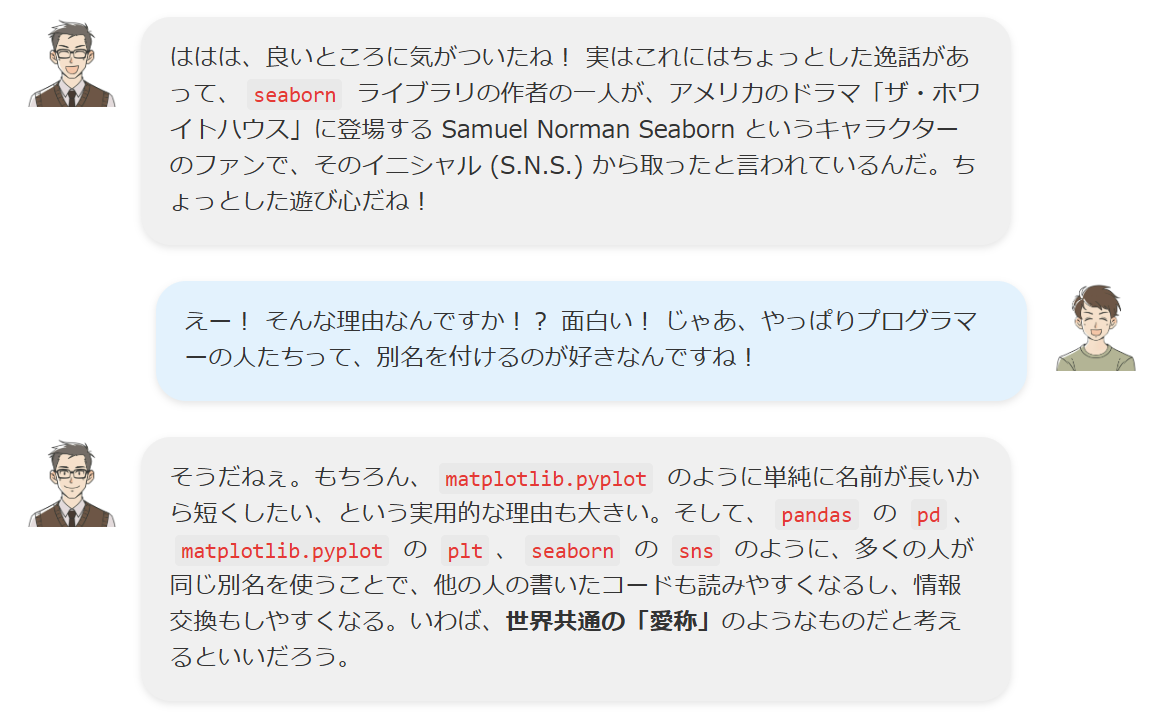 ははは、良いところに気がついたね！ 実はこれにはちょっとした逸話があ
って、 seaborn ライブラリの作者の一人が、アメリカのドラマ「ザ・ホワ
イトハウス」に登場する Samuel Norman Seaborn というキャラクター
のファンで、そのイニシャル (S.N.S.) から取ったと言われているんだ。ち
ょっとした遊び心だね！
えー！ そんな理由なんですか！？ 面白い！ じゃあ、やっぱりプログラマ
ーの人たちって、別名を付けるのが好きなんですね！
そうだねぇ。もちろん、 matplotlib.pyplot のように単純に名前が長いか
ら短くしたい、という実用的な理由も大きい。そして、 pandas の pd 、
matplotlib.pyplot の plt 、 seaborn の sns のように、多くの人が
同じ別名を使うことで、他の人の書いたコードも読みやすくなるし、情報
交換もしやすくなる。いわば、世界共通の「愛称」のようなものだと考え
るといいだろう。